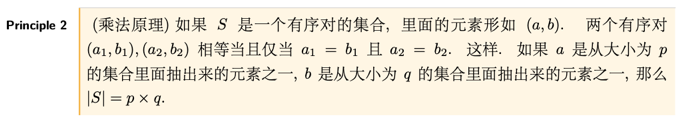 Principle 2 (乘法原理) 如果 S 是一个有序对的集合, 里面的元素形如 (a, b). 两个有序对
(a₁, b₁), (a₂, b₂) 相等当且仅当 a₁ = b₁ 且 a₂ = b₂. 这样. 如果 a 是从大小为 p
的集合里面抽出来的元素之一, b 是从大小为 q 的集合里面抽出来的元素之一, 那么
|S| = p × q.